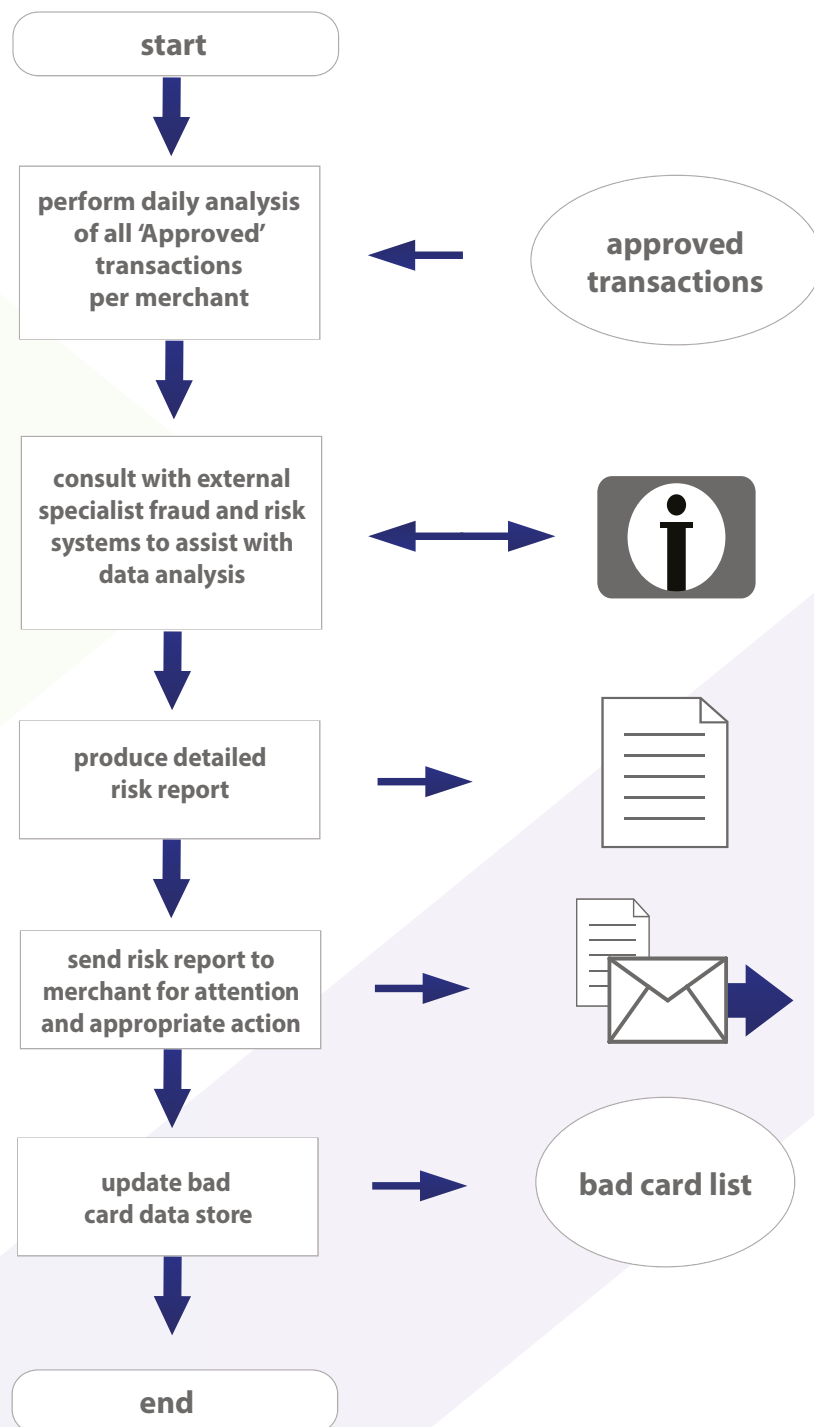 start
perform daily analysis
of all ‘Approved’
transactions
per merchant
approved
transactions
consult with external
specialist fraud and risk
systems to assist with
data analysis
i
produce detailed
risk report
send risk report to
merchant for attention
and appropriate action
update bad
card data store
bad card list
end